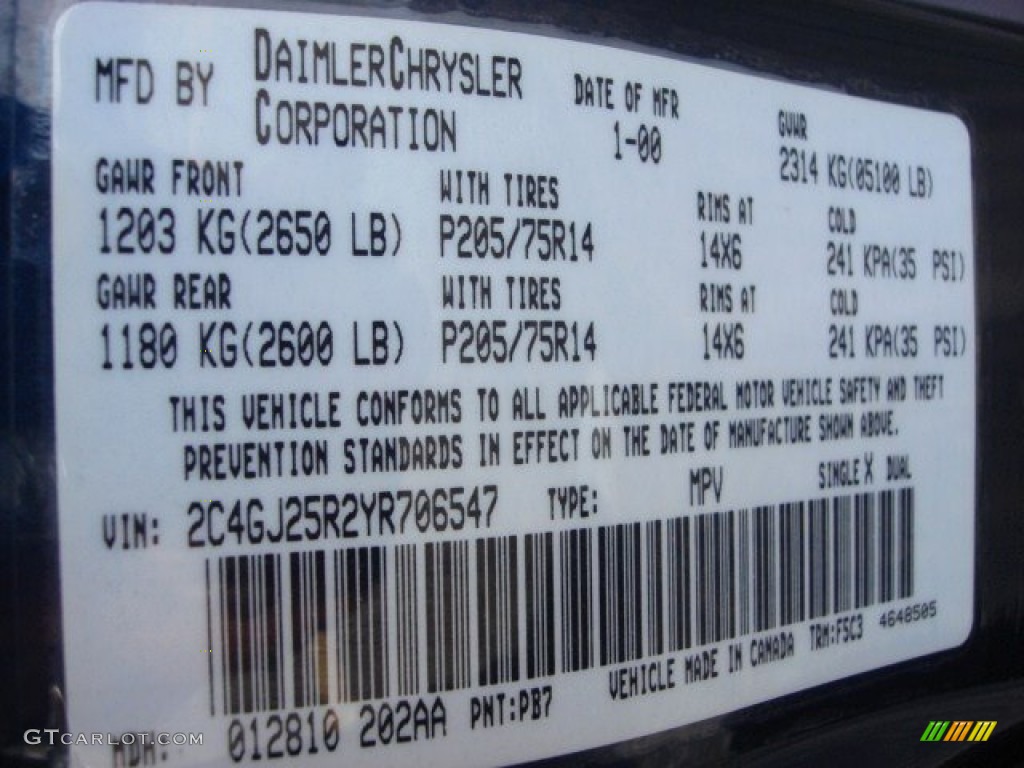 MFD BY DAIMLERCHRYSLER CORPORATION
DATE OF MFR 1-00
GVWR 2314 KG(05100 LB)
GAWR FRONT WITH TIRES RIMS AT COLD
1203 KG(2650 LB) P205/75R14 14X6 241 KPA(35 PSI)
GAWR REAR WITH TIRES RIMS AT COLD
1180 KG(2600 LB) P205/75R14 14X6 241 KPA(35 PSI)
THIS VEHICLE CONFORMS TO ALL APPLICABLE FEDERAL MOTOR VEHICLE SAFETY AND THEFT
PREVENTION STANDARDS IN EFFECT ON THE DATE OF MANUFACTURE SHOWN ABOVE.
VIN: 2C4GJ25R2YR706547 TYPE: MPV SINGLE X DUAL
VEHICLE MADE IN CANADA TRM:F5C3 4648505
MDH: 012810 202AA PNT:PB7
GTCARLOT.COM